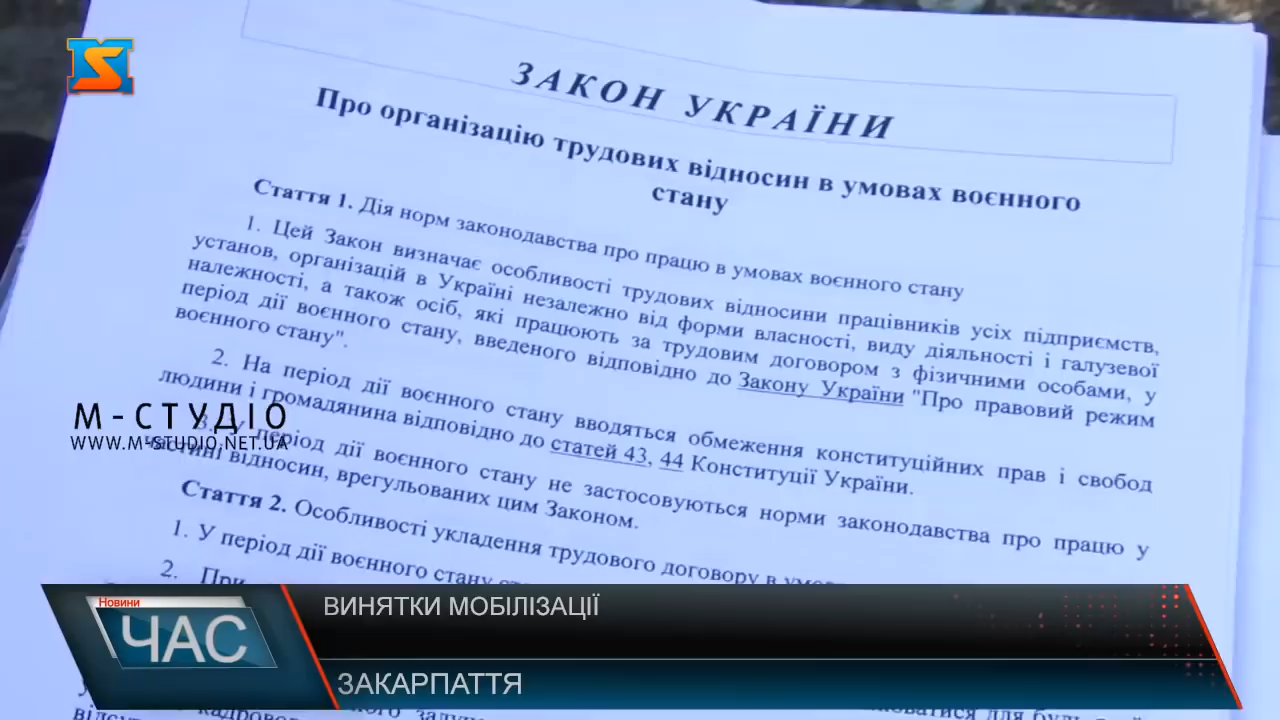 ЗАКОН УКРАЇНИ
Про організацію трудових відносин в умовах воєнного
стану
Стаття 1. Дія норм законодавства про працю в умовах воєнного стану
1. Цей Закон визначає особливості трудових відносини працівників усіх підприємств,
установ, організацій в Україні незалежно від форми власності, виду діяльності і галузевої
належності, а також осіб, які працюють за трудовим договором з фізичними особами, у
період дії воєнного стану, введеного відповідно до Закону України "Про правовий режим
воєнного стану".
2. На період дії воєнного стану вводяться обмеження конституційних прав і свобод
людини і громадянина відповідно до статей 43, 44 Конституції України.
3. У період дії воєнного стану не застосовуються норми законодавства про працю у
частині відносин, врегульованих цим Законом.
Стаття 2. Особливості укладення трудового договору в
1. У період дії воєнного стану
2. При
М-СТУДІО
WWW.M-STUDIO.NET.UA
Новини
ЧАС
ВИНЯТКИ МОБІЛІЗАЦІЇ
ЗАКАРПАТТЯ